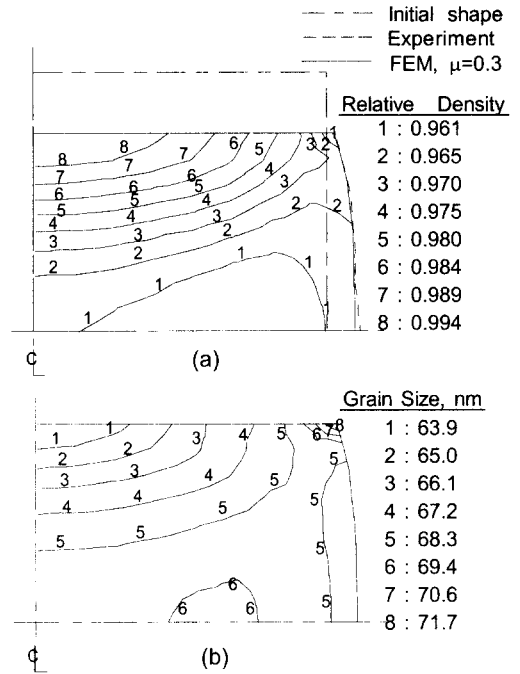 Initial shape
Experiment
FEM, μ=0.3
Relative Density
1 : 0.961
2 : 0.965
3 : 0.970
4 : 0.975
5 : 0.980
6 : 0.984
7 : 0.989
8 : 0.994
8 7 6 5 4 3 2 1
8 7 6 5 4 3 2
7 6 5 4 3 2 1
6 5 4 3 2 1
5
4
3
2
1
C
(a)
Grain Size, nm
1 : 63.9
2 : 65.0
3 : 66.1
4 : 67.2
5 : 68.3
6 : 69.4
7 : 70.6
8 : 71.7
1 1 2 3 4 5 6 7 8
2 3 4 5 5
3
4 4
5 5 5
6 6 6 5
C
(b)